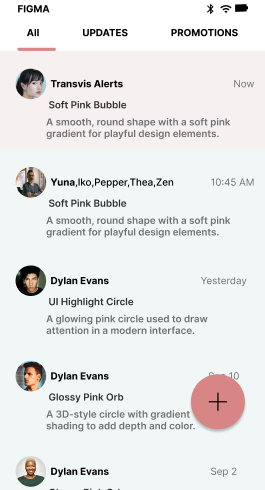 FIGMA
All UPDATES PROMOTIONS
Transvis Alerts Now
Soft Pink Bubble
A smooth, round shape with a soft pink
gradient for playful design elements.
Yuna,Iko,Pepper,Thea,Zen 10:45 AM
Soft Pink Bubble
A smooth, round shape with a soft pink
gradient for playful design elements.
Dylan Evans Yesterday
UI Highlight Circle
A glowing pink circle used to draw
attention in a modern interface.
Dylan Evans Sep 10
Glossy Pink Orb
A 3D-style circle with gradient
shading to add depth and color.
Dylan Evans Sep 2